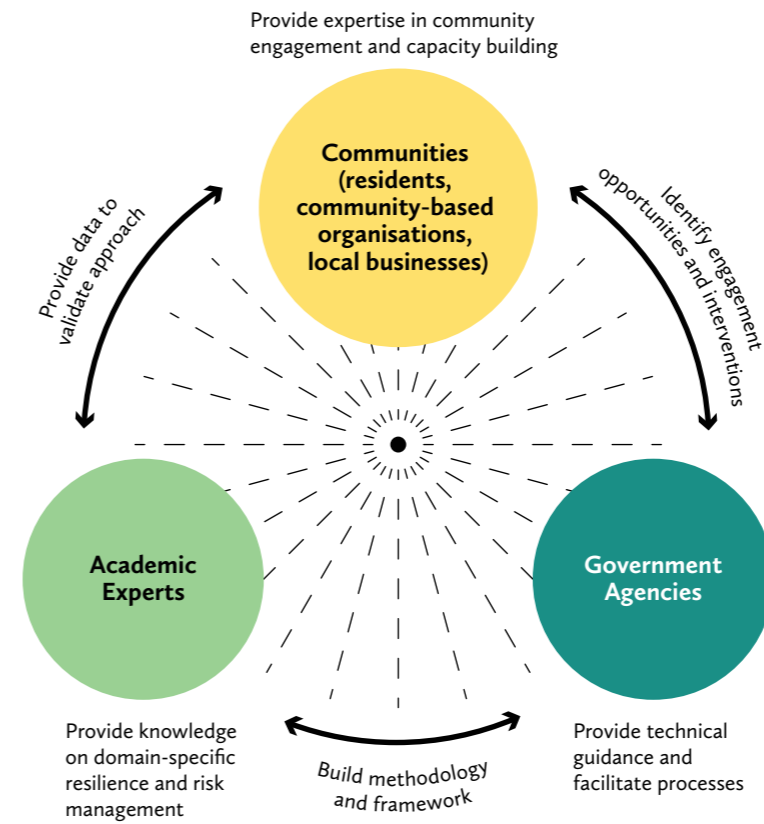 Provide expertise in community
engagement and capacity building
Communities
(residents,
community-based
organisations,
local businesses)
Provide data to
validate approach
Identify engagement
opportunities and interventions
Academic
Experts
Government
Agencies
Provide knowledge
on domain-specific
resilience and risk
management
Build methodology
and framework
Provide technical
guidance and
facilitate processes